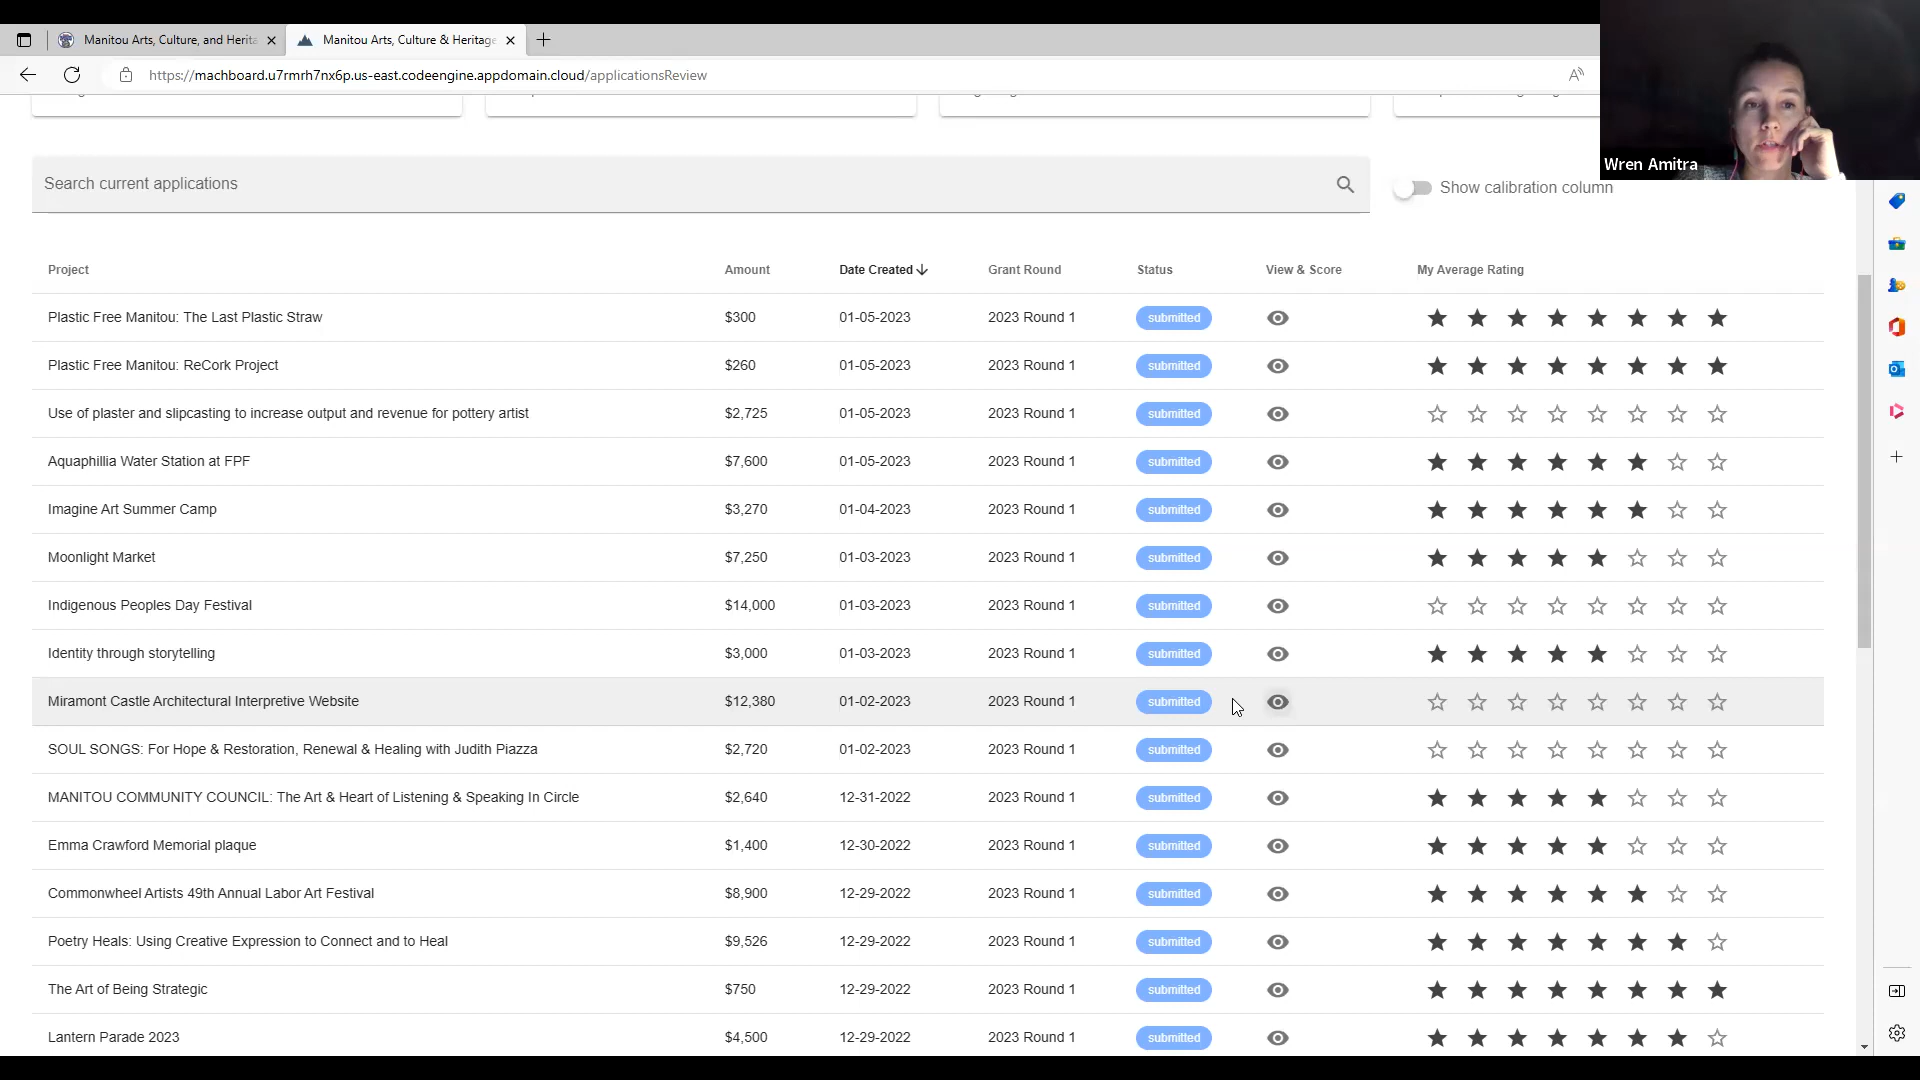 Manitou Arts, Culture, and Herita
Manitou Arts, Culture & Heritage
https://machboard.u7rmrh7nx6p.us-east.codeengine.appdomain.cloud/applicationsReview
Wren Amitra
Search current applications
Show calibration column
Project Amount Date Created Grant Round Status View & Score My Average Rating
Plastic Free Manitou: The Last Plastic Straw $300 01-05-2023 2023 Round 1 submitted
Plastic Free Manitou: ReCork Project $260 01-05-2023 2023 Round 1 submitted
Use of plaster and slipcasting to increase output and revenue for pottery artist $2,725 01-05-2023 2023 Round 1 submitted
Aquaphillia Water Station at FPF $7,600 01-05-2023 2023 Round 1 submitted
Imagine Art Summer Camp $3,270 01-04-2023 2023 Round 1 submitted
Moonlight Market $7,250 01-03-2023 2023 Round 1 submitted
Indigenous Peoples Day Festival $14,000 01-03-2023 2023 Round 1 submitted
Identity through storytelling $3,000 01-03-2023 2023 Round 1 submitted
Miramont Castle Architectural Interpretive Website $12,380 01-02-2023 2023 Round 1 submitted
SOUL SONGS: For Hope & Restoration, Renewal & Healing with Judith Piazza $2,720 01-02-2023 2023 Round 1 submitted
MANITOU COMMUNITY COUNCIL: The Art & Heart of Listening & Speaking In Circle $2,640 12-31-2022 2023 Round 1 submitted
Emma Crawford Memorial plaque $1,400 12-30-2022 2023 Round 1 submitted
Commonwheel Artists 49th Annual Labor Art Festival $8,900 12-29-2022 2023 Round 1 submitted
Poetry Heals: Using Creative Expression to Connect and to Heal $9,526 12-29-2022 2023 Round 1 submitted
The Art of Being Strategic $750 12-29-2022 2023 Round 1 submitted
Lantern Parade 2023 $4,500 12-29-2022 2023 Round 1 submitted